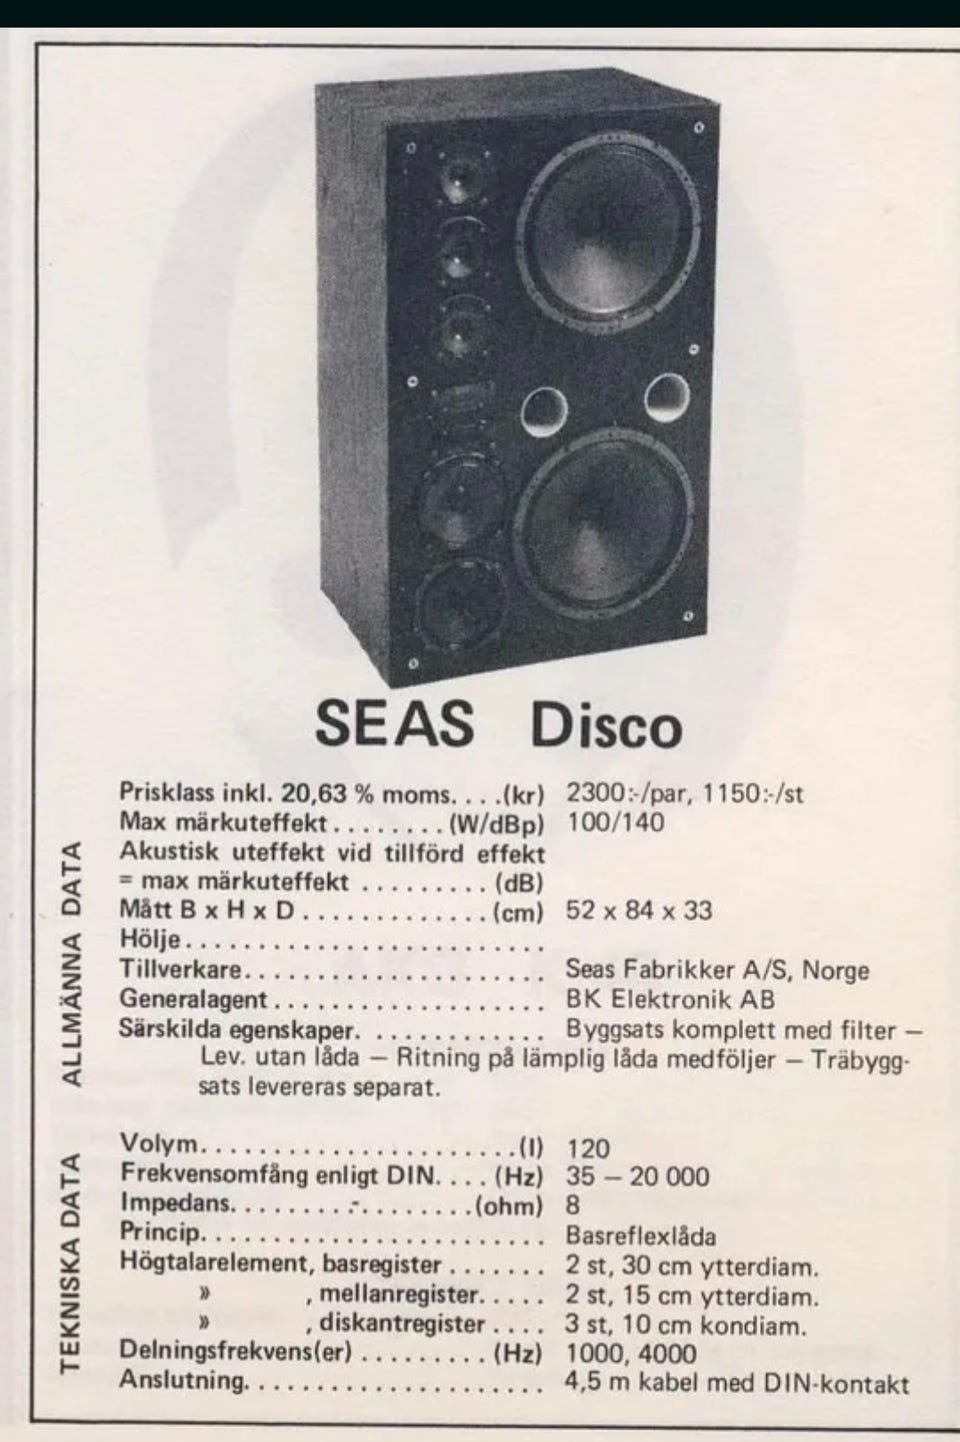 SEAS Disco
ALLMÄNNA DATA
Prisklass inkl. 20,63 % moms. . . .(kr) 2300:-/par, 1150:-/st
Max märkuteffekt . . . . . . . . (W/dBp) 100/140
Akustisk uteffekt vid tillförd effekt
= max märkuteffekt . . . . . . . . . (dB)
Mått B x H x D . . . . . . . . . . . . . (cm) 52 x 84 x 33
Hölje. . . . . . . . . . . . . . . . . . . . . . . . .
Tillverkare. . . . . . . . . . . . . . . . . . . . . Seas Fabrikker A/S, Norge
Generalagent . . . . . . . . . . . . . . . . . . BK Elektronik AB
Särskilda egenskaper. . . . . . . . . . . . . Byggsats komplett med filter –
Lev. utan låda – Ritning på lämplig låda medföljer – Träbygg-
sats levereras separat.
TEKNISKA DATA
Volym. . . . . . . . . . . . . . . . . . . . . . .(l) 120
Frekvensomfång enligt DIN. . . . (Hz) 35 – 20 000
Impedans. . . . . . . . .-. . . . . . . .(ohm) 8
Princip. . . . . . . . . . . . . . . . . . . . . . . . Basreflexlåda
Högtalarelement, basregister . . . . . . . 2 st, 30 cm ytterdiam.
» , mellanregister. . . . . 2 st, 15 cm ytterdiam.
» , diskantregister . . . . 3 st, 10 cm kondiam.
Delningsfrekvens(er) . . . . . . . . . (Hz) 1000, 4000
Anslutning. . . . . . . . . . . . . . . . . . . . . 4,5 m kabel med DIN-kontakt